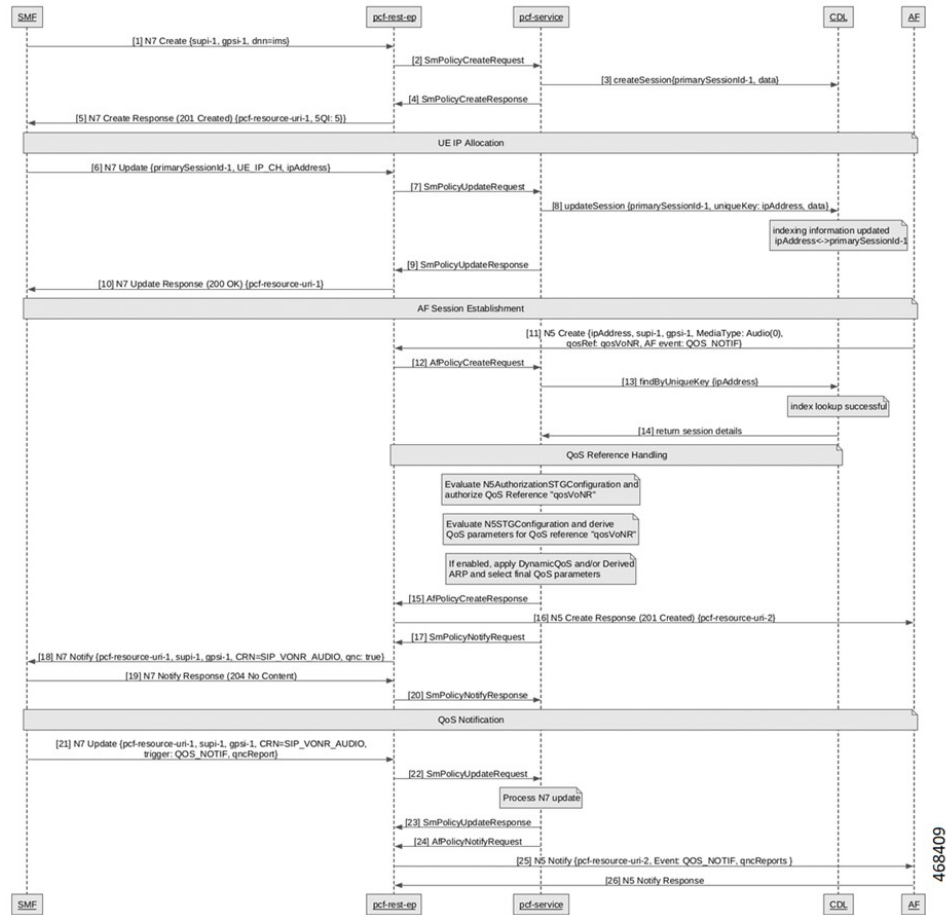 SMF
pcf-rest-ep
pcf-service
CDL
AF
[1] N7 Create {supi-1, gpsi-1, dnn=ims}
[2] SmPolicyCreateRequest
[3] createSession{primarySessionId-1, data}
[4] SmPolicyCreateResponse
[5] N7 Create Response (201 Created) {pcf-resource-uri-1, 5QI: 5}}
UE IP Allocation
[6] N7 Update {primarySessionId-1, UE_IP_CH, ipAddress}
[7] SmPolicyUpdateRequest
[8] updateSession {primarySessionId-1, uniqueKey: ipAddress, data}
indexing information updated
ipAddress<->primarySessionId-1
[9] SmPolicyUpdateResponse
[10] N7 Update Response (200 OK) {pcf-resource-uri-1}
AF Session Establishment
[11] N5 Create {ipAddress, supi-1, gpsi-1, MediaType: Audio(0),
qosRef: qosVoNR, AF event: QOS_NOTIF}
[12] AfPolicyCreateRequest
[13] findByUniqueKey {ipAddress}
index lookup successful
[14] return session details
QoS Reference Handling
Evaluate N5AuthorizationSTGConfiguration and
authorize QoS Reference "qosVoNR"
Evaluate N5STGConfiguration and derive
QoS parameters for QoS reference "qosVoNR"
If enabled, apply DynamicQoS and/or Derived
ARP and select final QoS parameters
[15] AfPolicyCreateResponse
[16] N5 Create Response (201 Created) {pcf-resource-uri-2}
[17] SmPolicyNotifyRequest
[18] N7 Notify {pcf-resource-uri-1, supi-1, gpsi-1, CRN=SIP_VONR_AUDIO, qnc: true}
[19] N7 Notify Response (204 No Content)
[20] SmPolicyNotifyResponse
QoS Notification
[21] N7 Update {pcf-resource-uri-1, supi-1, gpsi-1, CRN=SIP_VONR_AUDIO,
trigger: QOS_NOTIF, qncReport}
[22] SmPolicyUpdateRequest
Process N7 update
[23] SmPolicyUpdateResponse
[24] AfPolicyNotifyRequest
[25] N5 Notify {pcf-resource-uri-2, Event: QOS_NOTIF, qncReports }
[26] N5 Notify Response
SMF
pcf-rest-ep
pcf-service
CDL
AF
468409